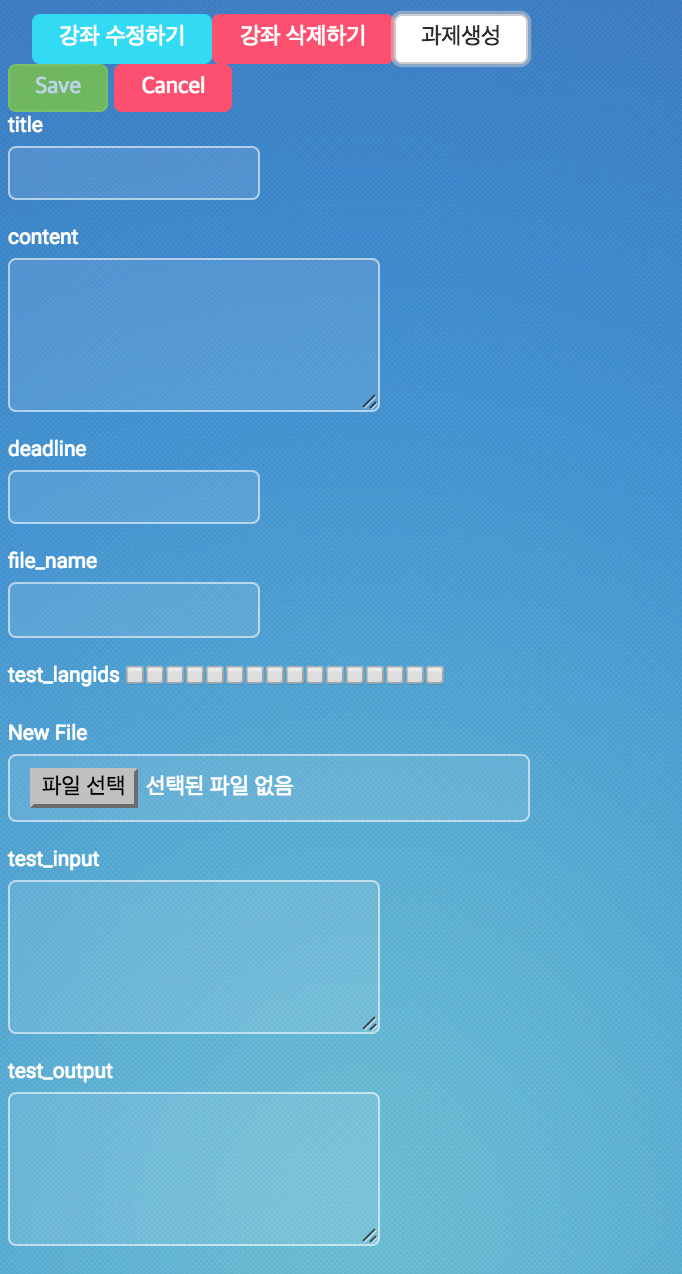 강좌 수정하기 강좌 삭제하기 과제생성
Save Cancel
title
content
deadline
file_name
test_langids
New File
파일 선택 선택된 파일 없음
test_input
test_output